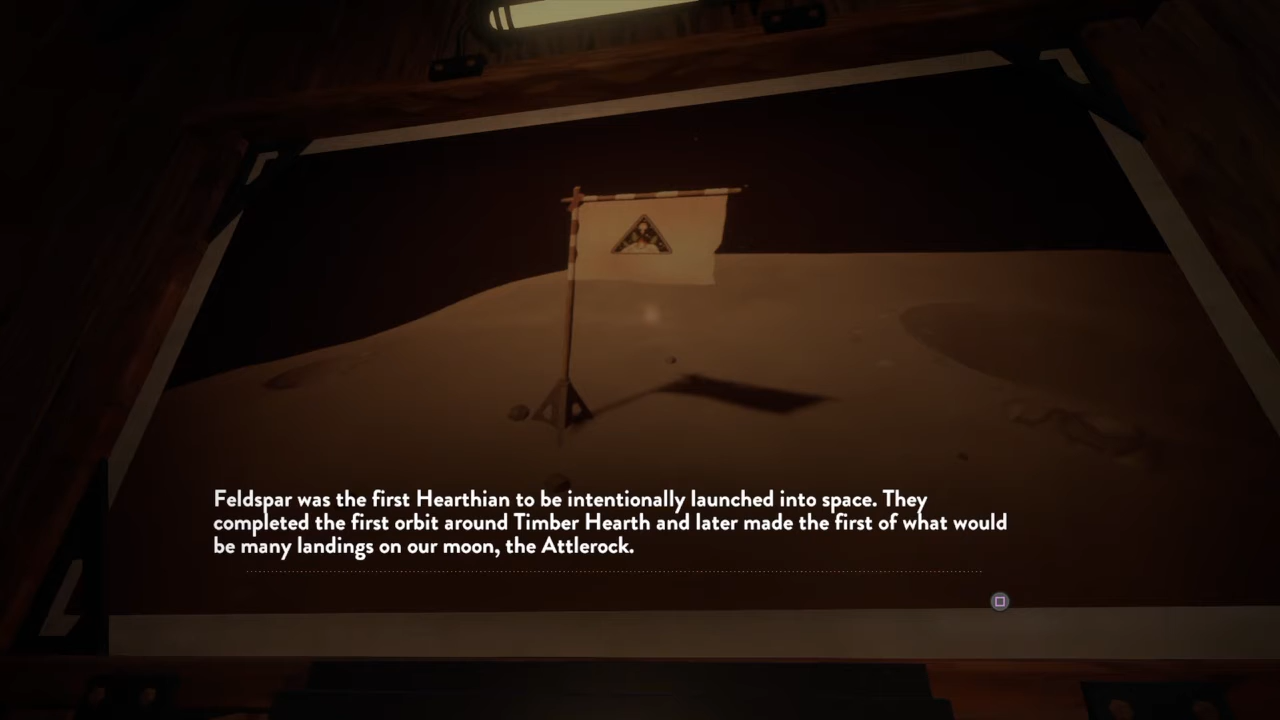 Feldspar was the first Hearthian to be intentionally launched into space. They
completed the first orbit around Timber Hearth and later made the first of what would
be many landings on our moon, the Attlerock.